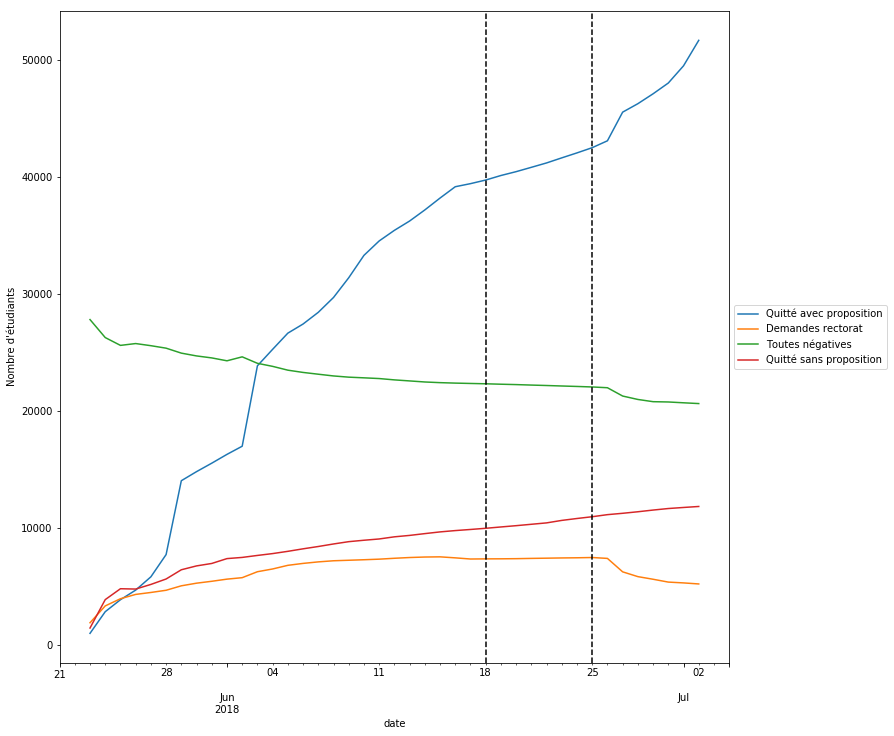 50000
40000
30000
20000
10000
0
Nombre d'étudiants
21
28
04
11
18
25
02
Jun
2018
Jul
date
Quitté avec proposition
Demandes rectorat
Toutes négatives
Quitté sans proposition